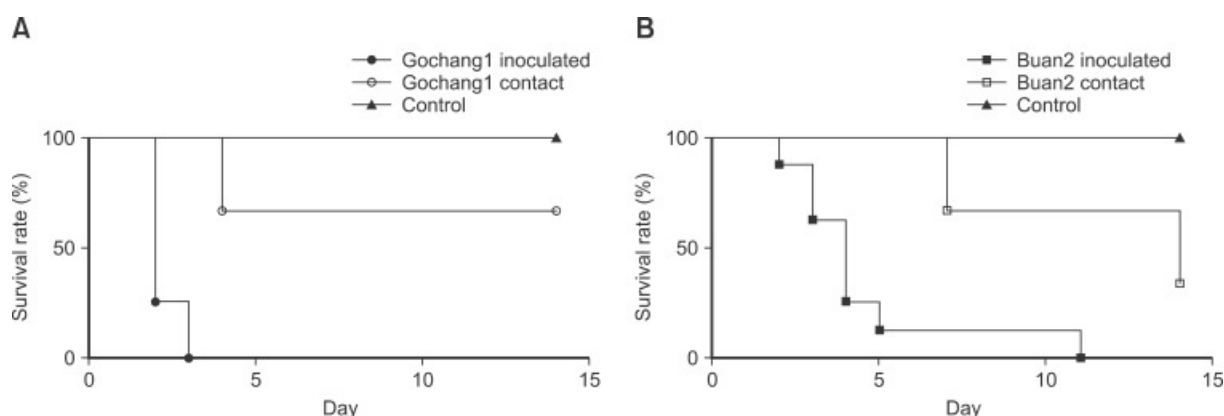 A
Gochang1 inoculated
Gochang1 contact
Control
100
50
0
Survival rate (%)
0 5 10 15
Day
B
Buan2 inoculated
Buan2 contact
Control
100
50
0
Survival rate (%)
0 5 10 15
Day